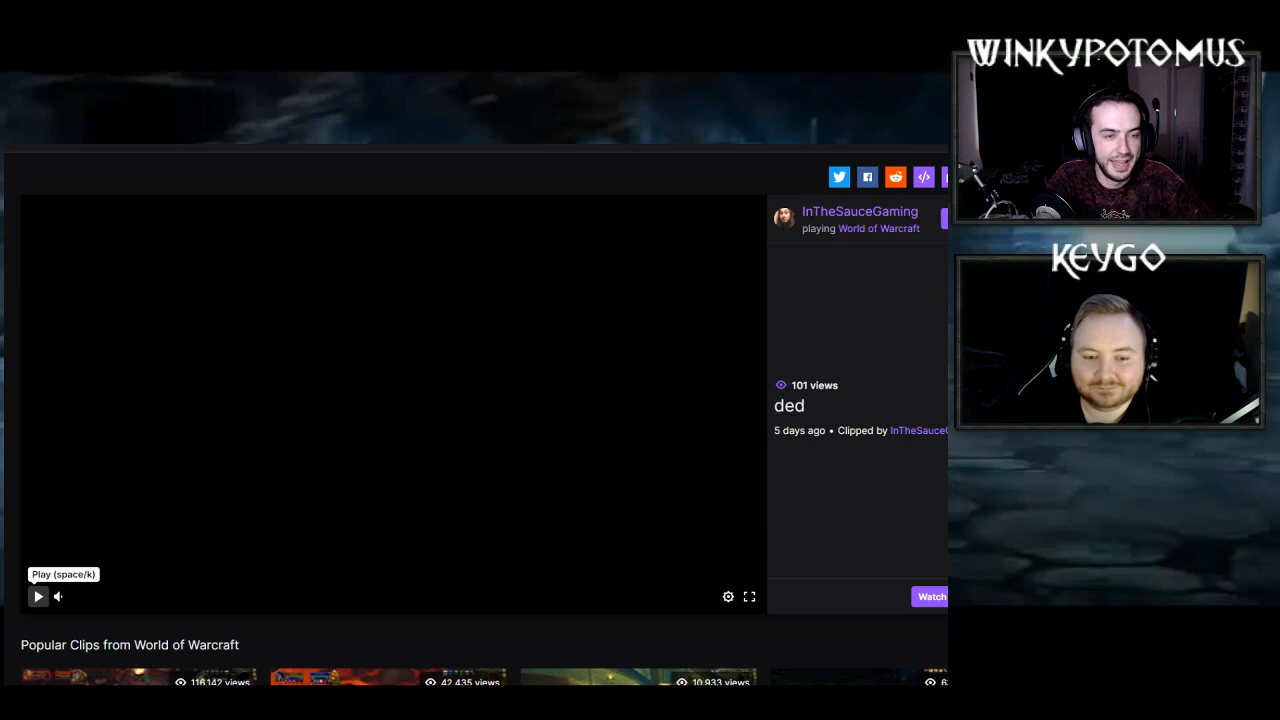 WINKYPOTOMUS
InTheSauceGaming
playing World of Warcraft
KEYGO
101 views
ded
5 days ago • Clipped by InTheSauceG
Play (space/k)
Watch
Popular Clips from World of Warcraft
116,142 views
42,435 views
10,933 views